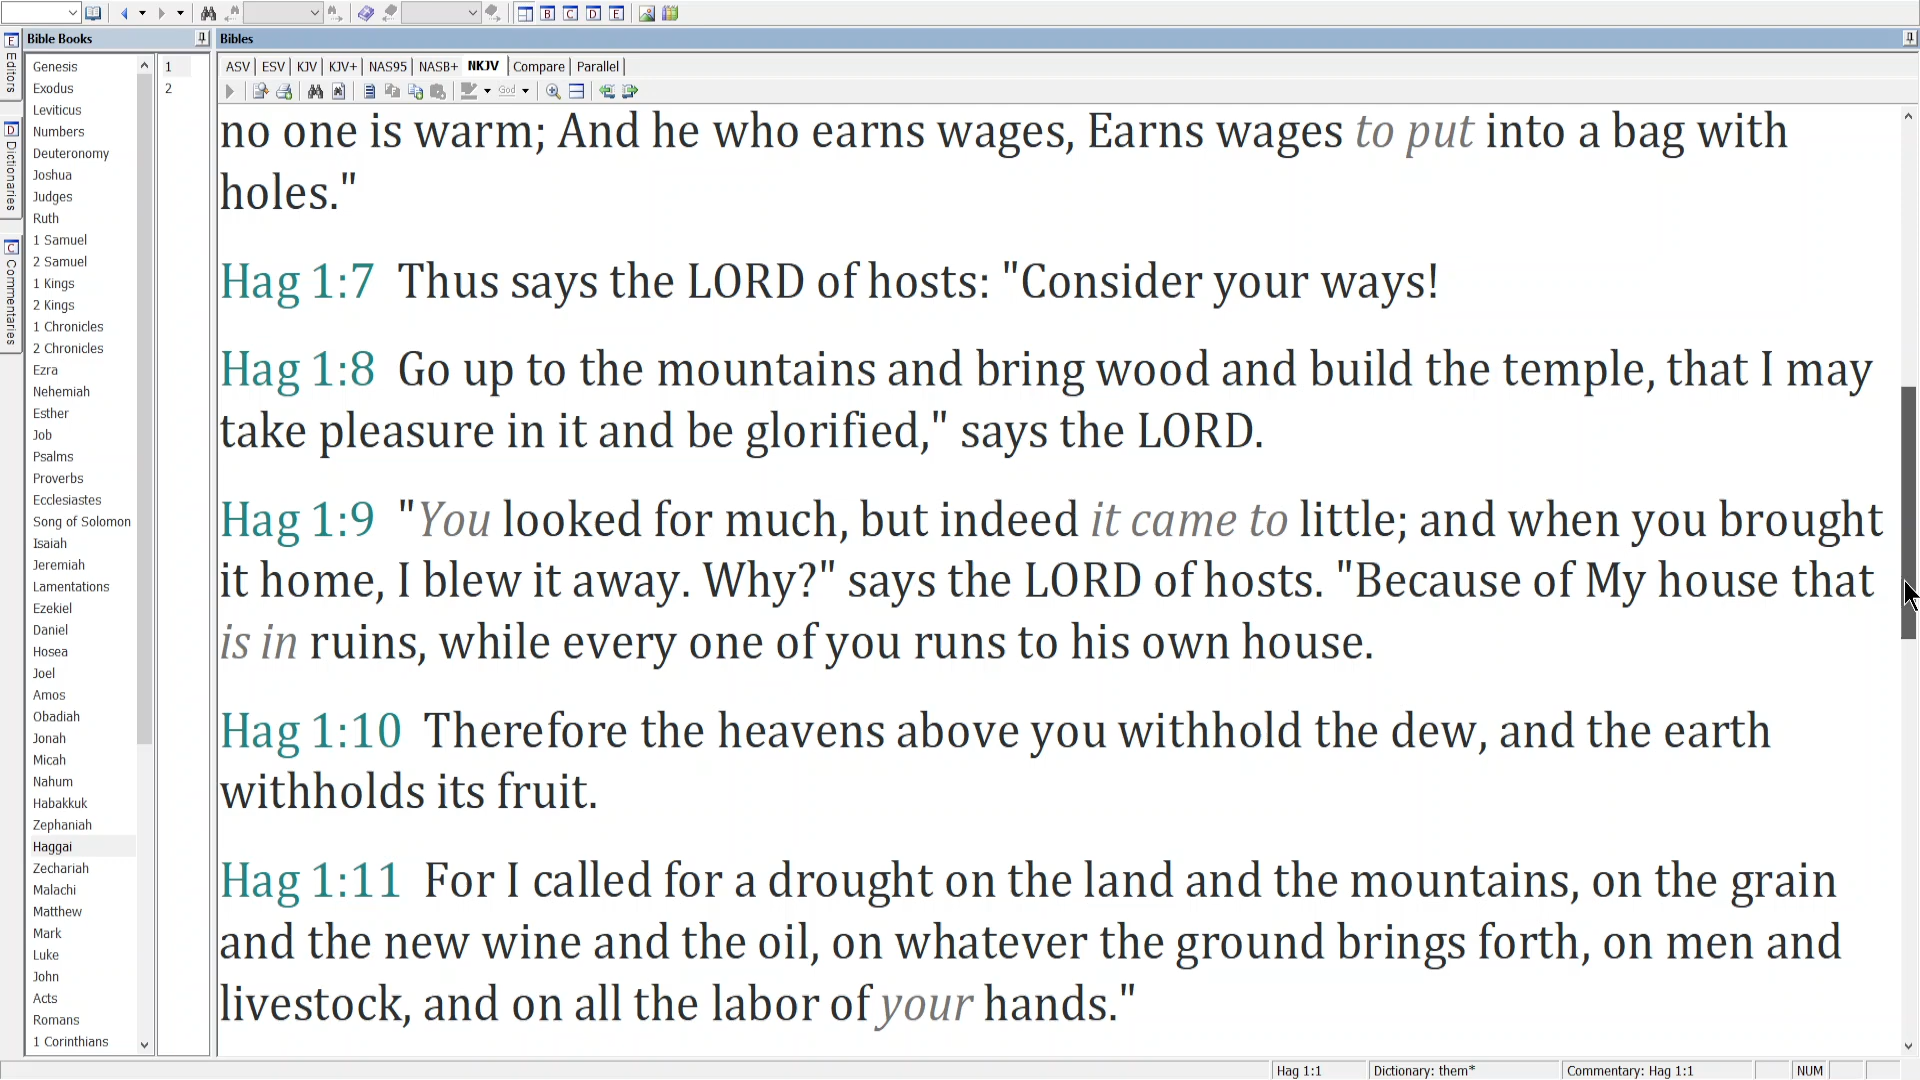 Bible Books
Bibles
Editors
Dictionaries
Commentaries
Genesis
Exodus
Leviticus
Numbers
Deuteronomy
Joshua
Judges
Ruth
1 Samuel
2 Samuel
1 Kings
2 Kings
1 Chronicles
2 Chronicles
Ezra
Nehemiah
Esther
Job
Psalms
Proverbs
Ecclesiastes
Song of Solomon
Isaiah
Jeremiah
Lamentations
Ezekiel
Daniel
Hosea
Joel
Amos
Obadiah
Jonah
Micah
Nahum
Habakkuk
Zephaniah
Haggai
Zechariah
Malachi
Matthew
Mark
Luke
John
Acts
Romans
1 Corinthians
1
2
ASV ESV KJV KJV+ NAS95 NASB+ NKJV Compare Parallel
no one is warm; And he who earns wages, Earns wages to put into a bag with
holes."
Hag 1:7 Thus says the LORD of hosts: "Consider your ways!
Hag 1:8 Go up to the mountains and bring wood and build the temple, that I may
take pleasure in it and be glorified," says the LORD.
Hag 1:9 "You looked for much, but indeed it came to little; and when you brought
it home, I blew it away. Why?" says the LORD of hosts. "Because of My house that
is in ruins, while every one of you runs to his own house.
Hag 1:10 Therefore the heavens above you withhold the dew, and the earth
withholds its fruit.
Hag 1:11 For I called for a drought on the land and the mountains, on the grain
and the new wine and the oil, on whatever the ground brings forth, on men and
livestock, and on all the labor of your hands."
Hag 1:1 Dictionary: them* Commentary: Hag 1:1 NUM